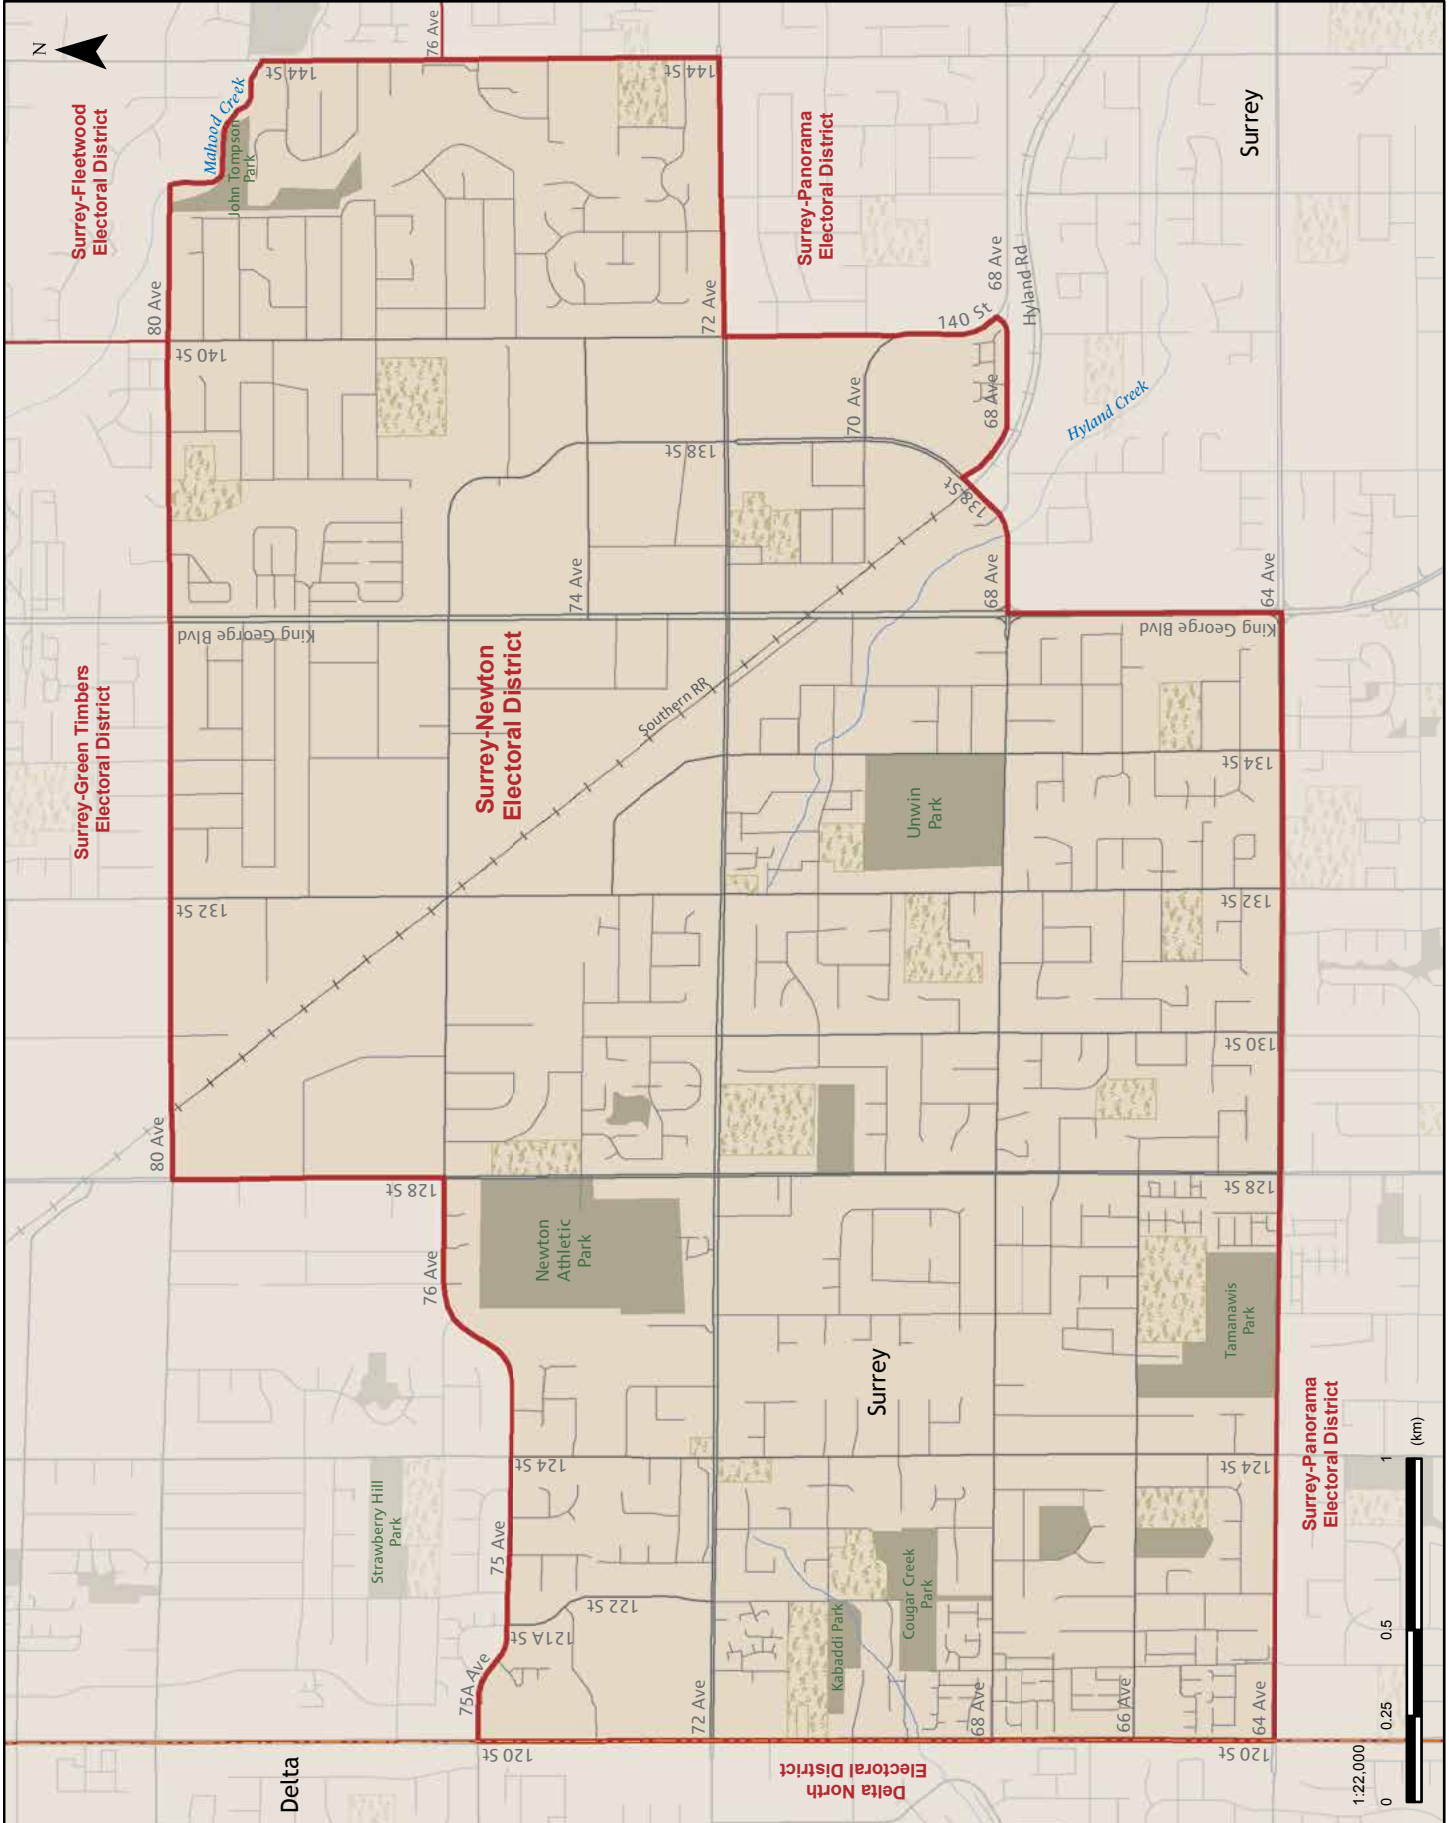 N
76 Ave
144 St
144 St
Mahood Creek
John Tompson
Park
Surrey-Fleetwood
Electoral District
Surrey-Panorama
Electoral District
Surrey
80 Ave
140 St
72 Ave
140 St
68 Ave
Hyland Rd
70 Ave
68 Ave
Hyland Creek
138 St
138 St
74 Ave
68 Ave
64 Ave
King George Blvd
King George Blvd
Surrey-Green Timbers
Electoral District
Surrey-Newton
Electoral District
Southern RR
134 St
Unwin
Park
132 St
132 St
130 St
80 Ave
128 St
128 St
76 Ave
Newton
Athletic
Park
Tamanawis
Park
Surrey
Surrey-Panorama
Electoral District
124 St
124 St
Strawberry Hill
Park
75 Ave
122 St
121A St
75A Ave
Cougar Creek
Park
Kabaddi Park
72 Ave
68 Ave
66 Ave
64 Ave
120 St
120 St
Delta
Delta North
Electoral District
1:22,000
0
0.25
0.5
1
(km)